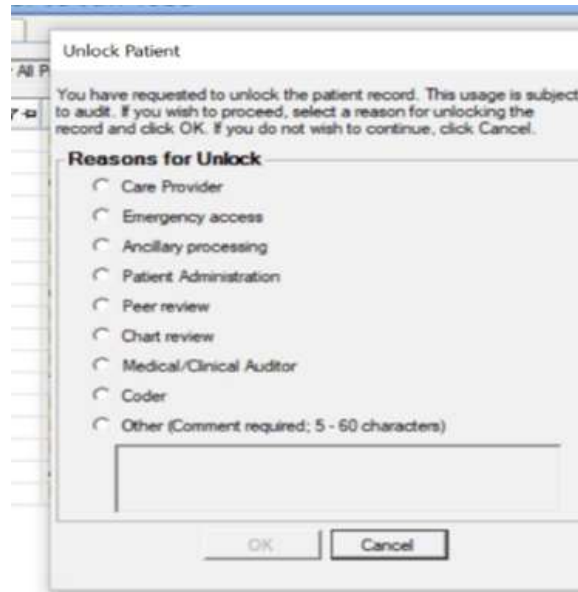 Unlock Patient
All P
You have requested to unlock the patient record. This usage is subject
to audit. If you wish to proceed, select a reason for unlocking the
record and click OK. If you do not wish to continue, click Cancel.
Reasons for Unlock
Care Provider
Emergency access
Ancillary processing
Patient Administration
Peer review
Chart review
Medical/Clinical Auditor
Coder
Other (Comment required; 5 - 60 characters)
OK
Cancel